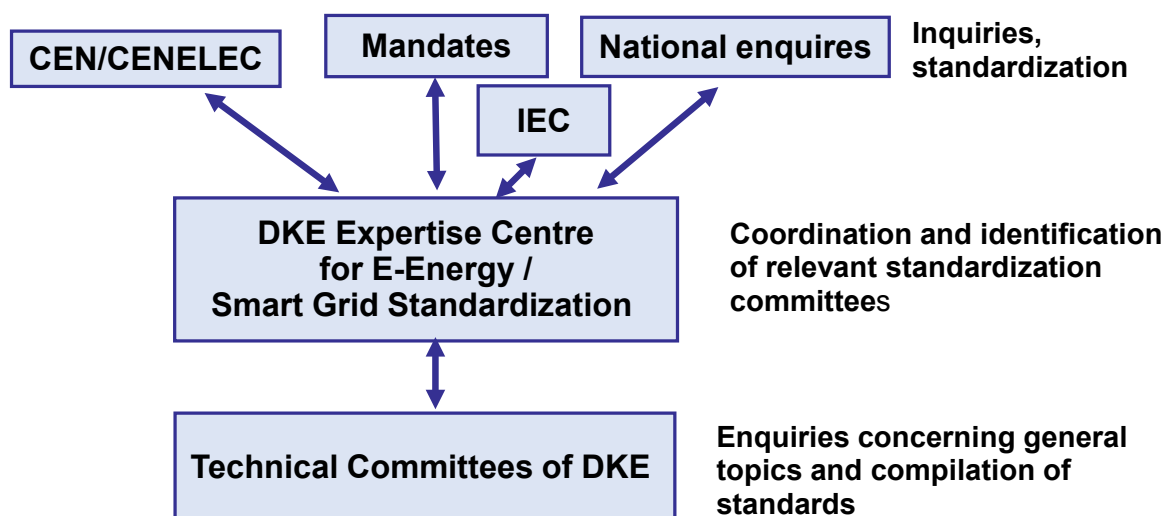 CEN/CENELEC
Mandates
National enquires
Inquiries,
standardization
IEC
DKE Expertise Centre
for E-Energy /
Smart Grid Standardization
Coordination and identification
of relevant standardization
committees
Technical Committees of DKE
Enquiries concerning general
topics and compilation of
standards